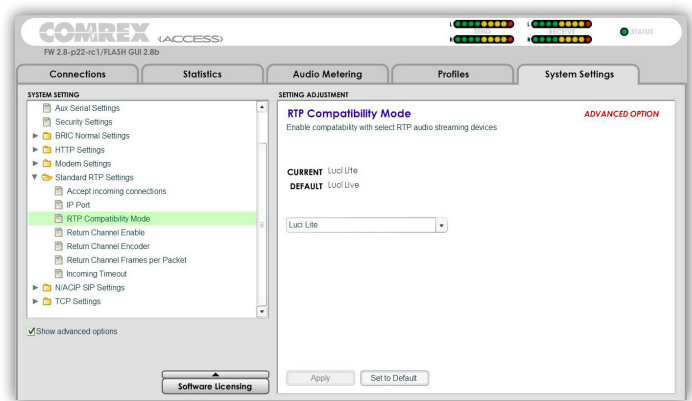 COMREX (ACCESS)
FW 2.8-p22-rc1/FLASH GUI 2.8b
L
R
SEND
L
R
RECEIVE
STATUS
Connections
Statistics
Audio Metering
Profiles
System Settings
SYSTEM SETTING
Aux Serial Settings
Security Settings
BRIC Normal Settings
HTTP Settings
Modem Settings
Standard RTP Settings
Accept incoming connections
IP Port
RTP Compatibility Mode
Return Channel Enable
Return Channel Encoder
Return Channel Frames per Packet
Incoming Timeout
N/ACIP SIP Settings
TCP Settings
Show advanced options
Software Licensing
SETTING ADJUSTMENT
RTP Compatibility Mode
ADVANCED OPTION
Enable compatability with select RTP audio streaming devices
CURRENT Luci Lite
DEFAULT Luci Live
Luci Lite
Apply
Set to Default